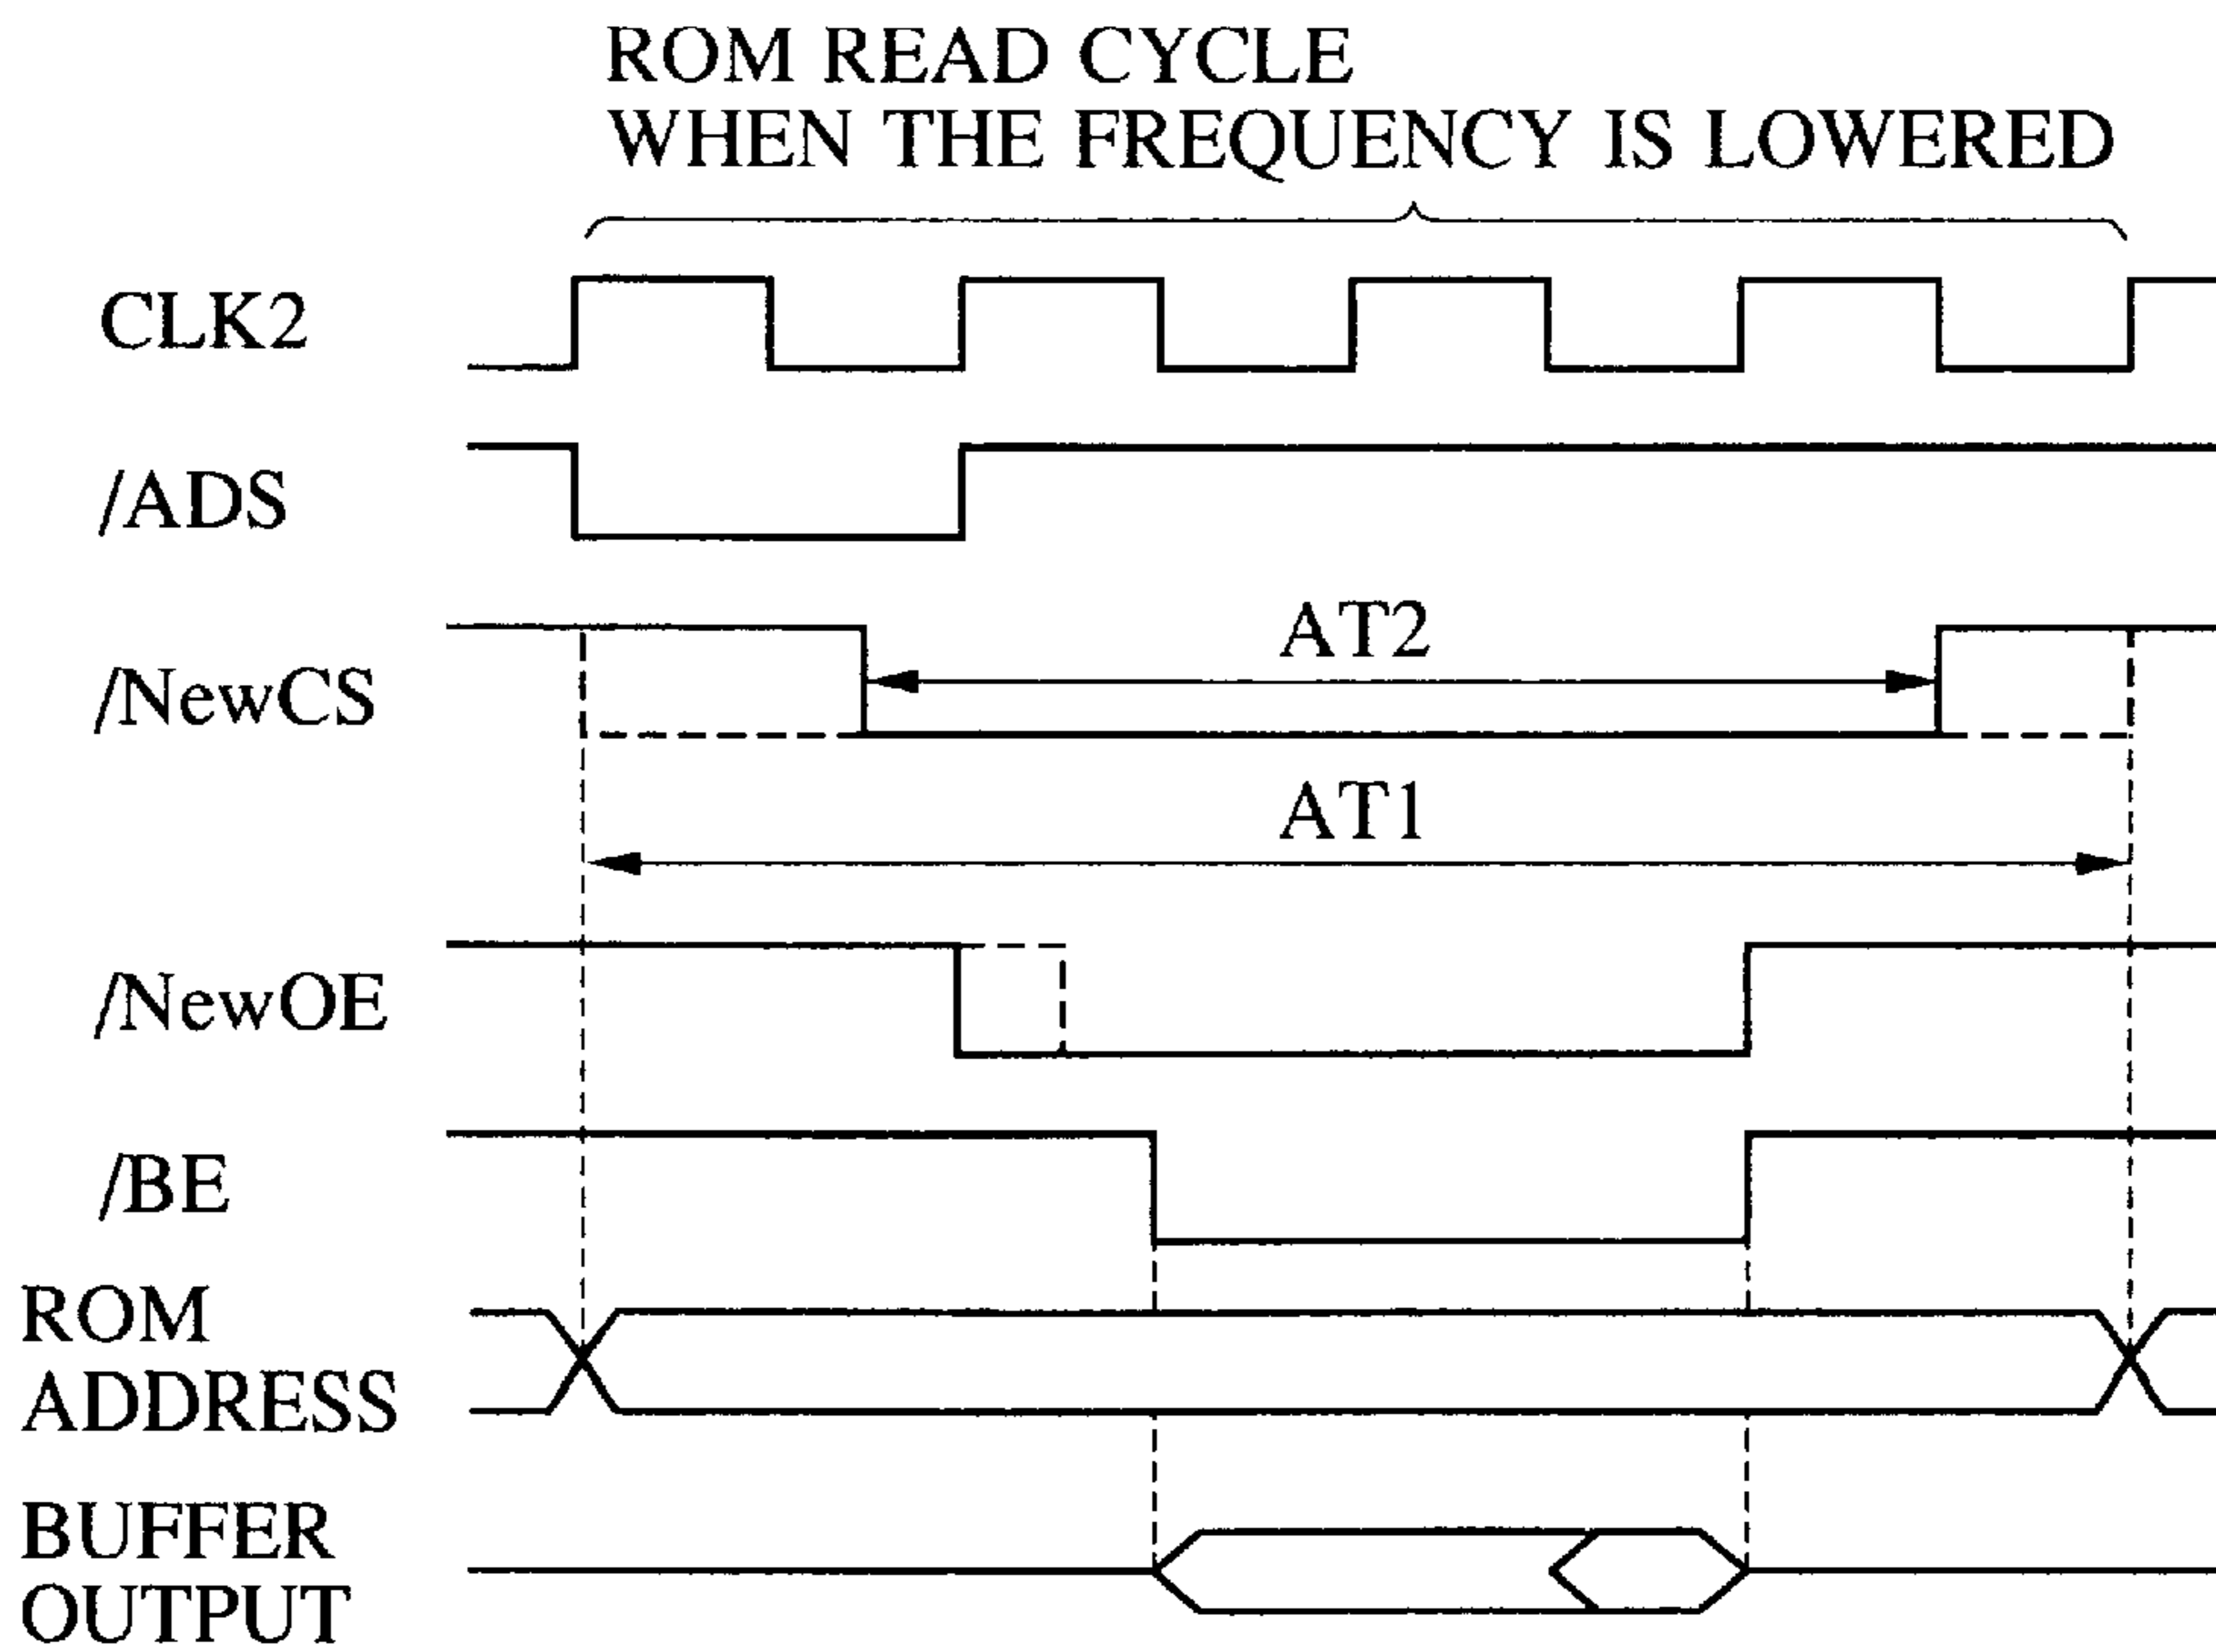 ROM READ CYCLE
WHEN THE FREQUENCY IS LOWERED
CLK2
/ADS
/NewCS
AT2
AT1
/NewOE
/BE
ROM
ADDRESS
BUFFER
OUTPUT